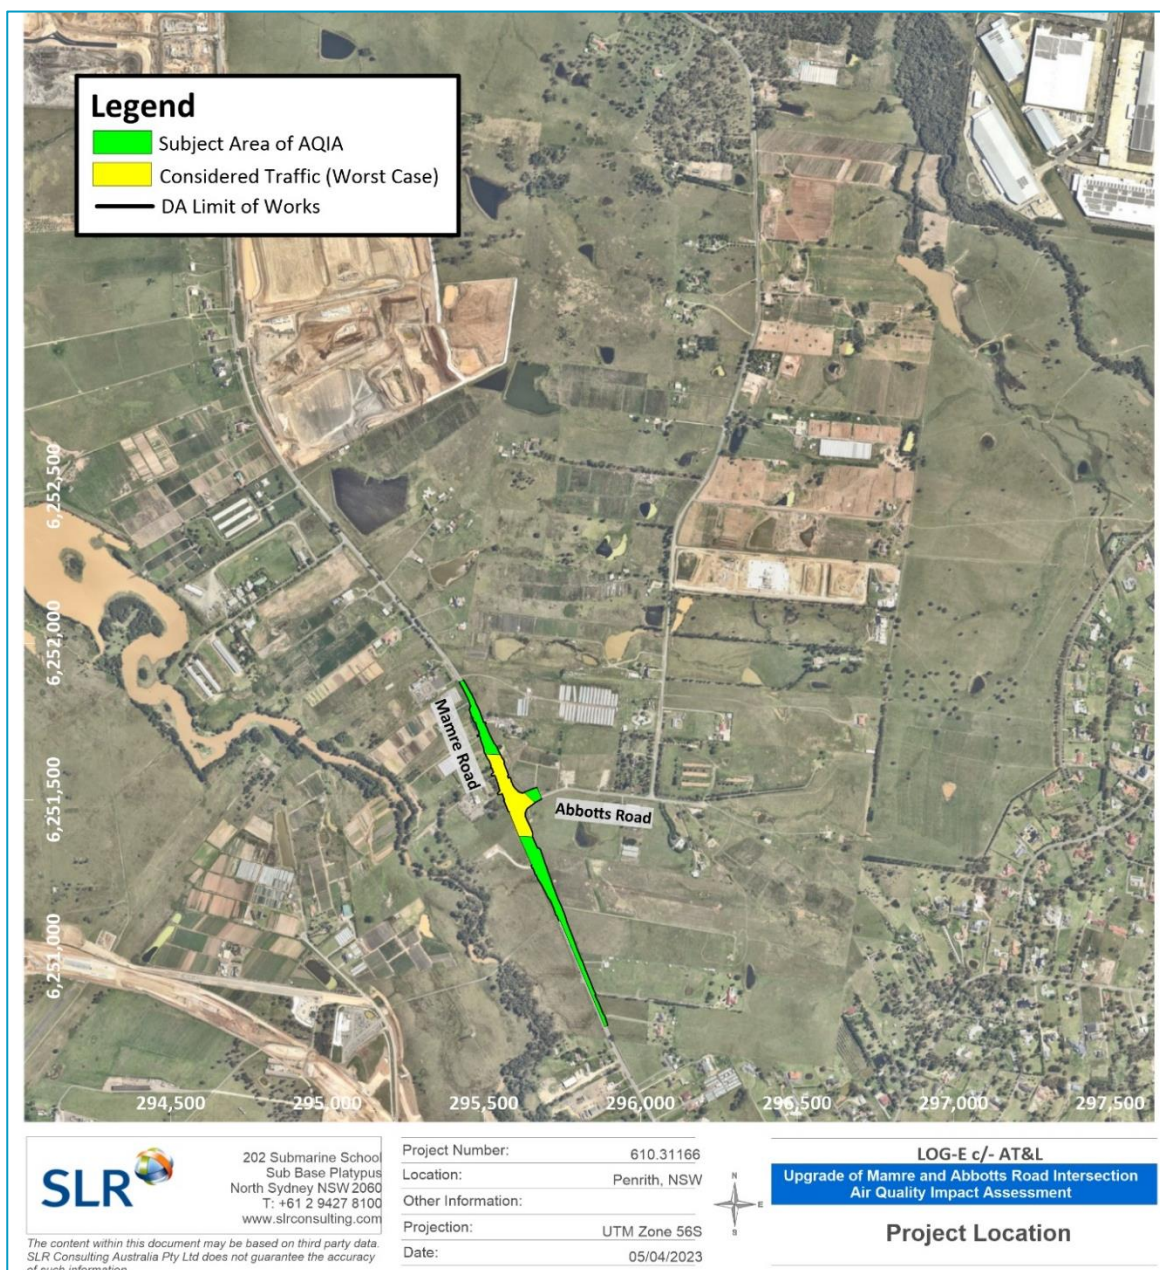 Legend
Subject Area of AQIA
Considered Traffic (Worst Case)
DA Limit of Works
6,252,500
6,252,000
6,251,500
6,251,000
Mamre Road
Abbotts Road
294,500 295,000 295,500 296,000 296,500 297,000 297,500
SLR
202 Submarine School
Sub Base Platypus
North Sydney NSW 2060
T: +61 2 9427 8100
www.slrconsulting.com
The content within this document may be based on third party data.
SLR Consulting Australia Pty Ltd does not guarantee the accuracy
of such information.
Project Number: 610.31166
Location: Penrith, NSW
Other Information:
Projection: UTM Zone 56S
Date: 05/04/2023
N
E
S
LOG-E c/- AT&L
Upgrade of Mamre and Abbotts Road Intersection
Air Quality Impact Assessment
Project Location